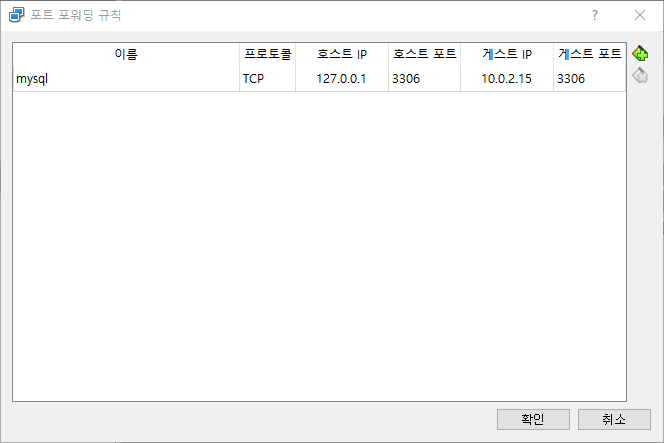 포트 포워딩 규칙
이름 프로토콜 호스트 IP 호스트 포트 게스트 IP 게스트 포트
mysql TCP 127.0.0.1 3306 10.0.2.15 3306
확인 취소